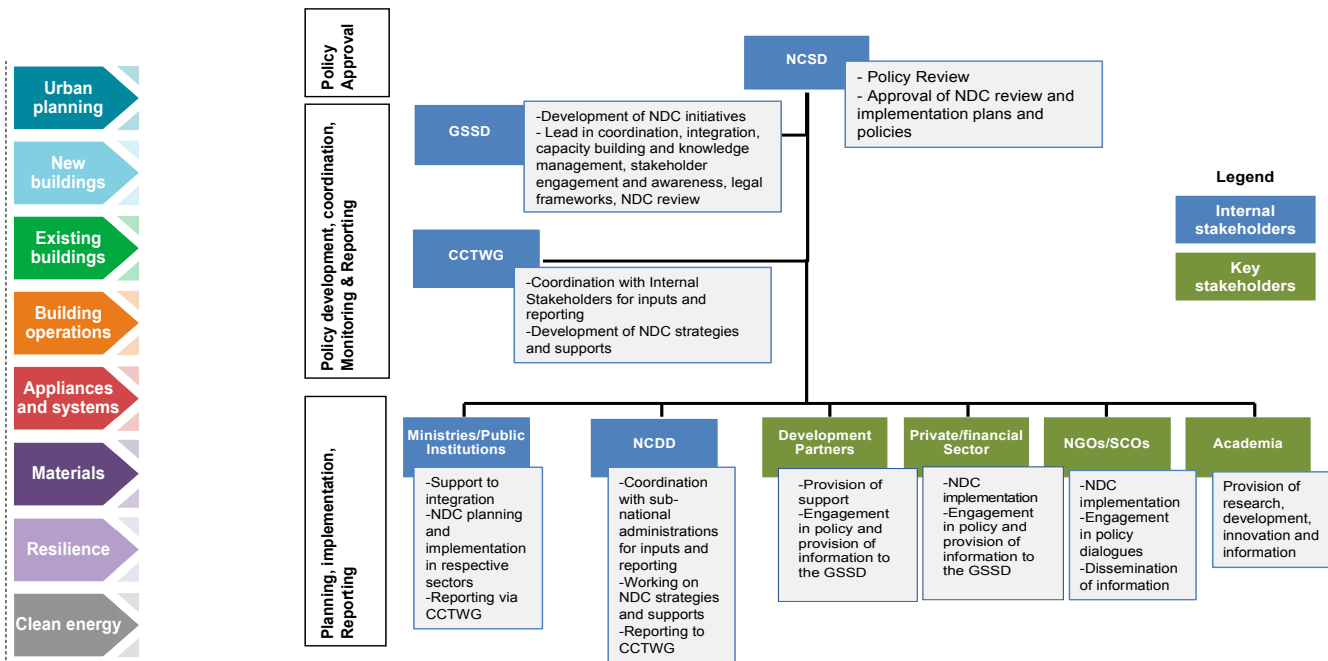 Urban
planning
New
buildings
Existing
buildings
Building
operations
Appliances
and systems
Materials
Resilience
Clean energy
Policy
Approval
Policy development, coordination,
Monitoring & Reporting
Planning, implementation,
Reporting
NCSD
- Policy Review
- Approval of NDC review and
implementation plans and
policies
GSSD
-Development of NDC initiatives
- Lead in coordination, integration,
capacity building and knowledge
management, stakeholder
engagement and awareness, legal
frameworks, NDC review
CCTWG
-Coordination with Internal
Stakeholders for inputs and
reporting
-Development of NDC strategies
and supports
Legend
Internal
stakeholders
Key
stakeholders
Ministries/Public
Institutions
-Support to
integration
-NDC planning
and
implementation
in respective
sectors
-Reporting via
CCTWG
NCDD
-Coordination
with sub-
national
administrations
for inputs and
reporting
-Working on
NDC strategies
and supports
-Reporting to
CCTWG
Development
Partners
-Provision of
support
-Engagement
in policy and
provision of
information to
the GSSD
Private/financial
Sector
-NDC
implementation
-Engagement
in policy and
provision of
information to
the GSSD
NGOs/SCOs
-NDC
implementation
-Engagement
in policy
dialogues
-Dissemination
of information
Academia
Provision of
research,
development,
innovation and
information